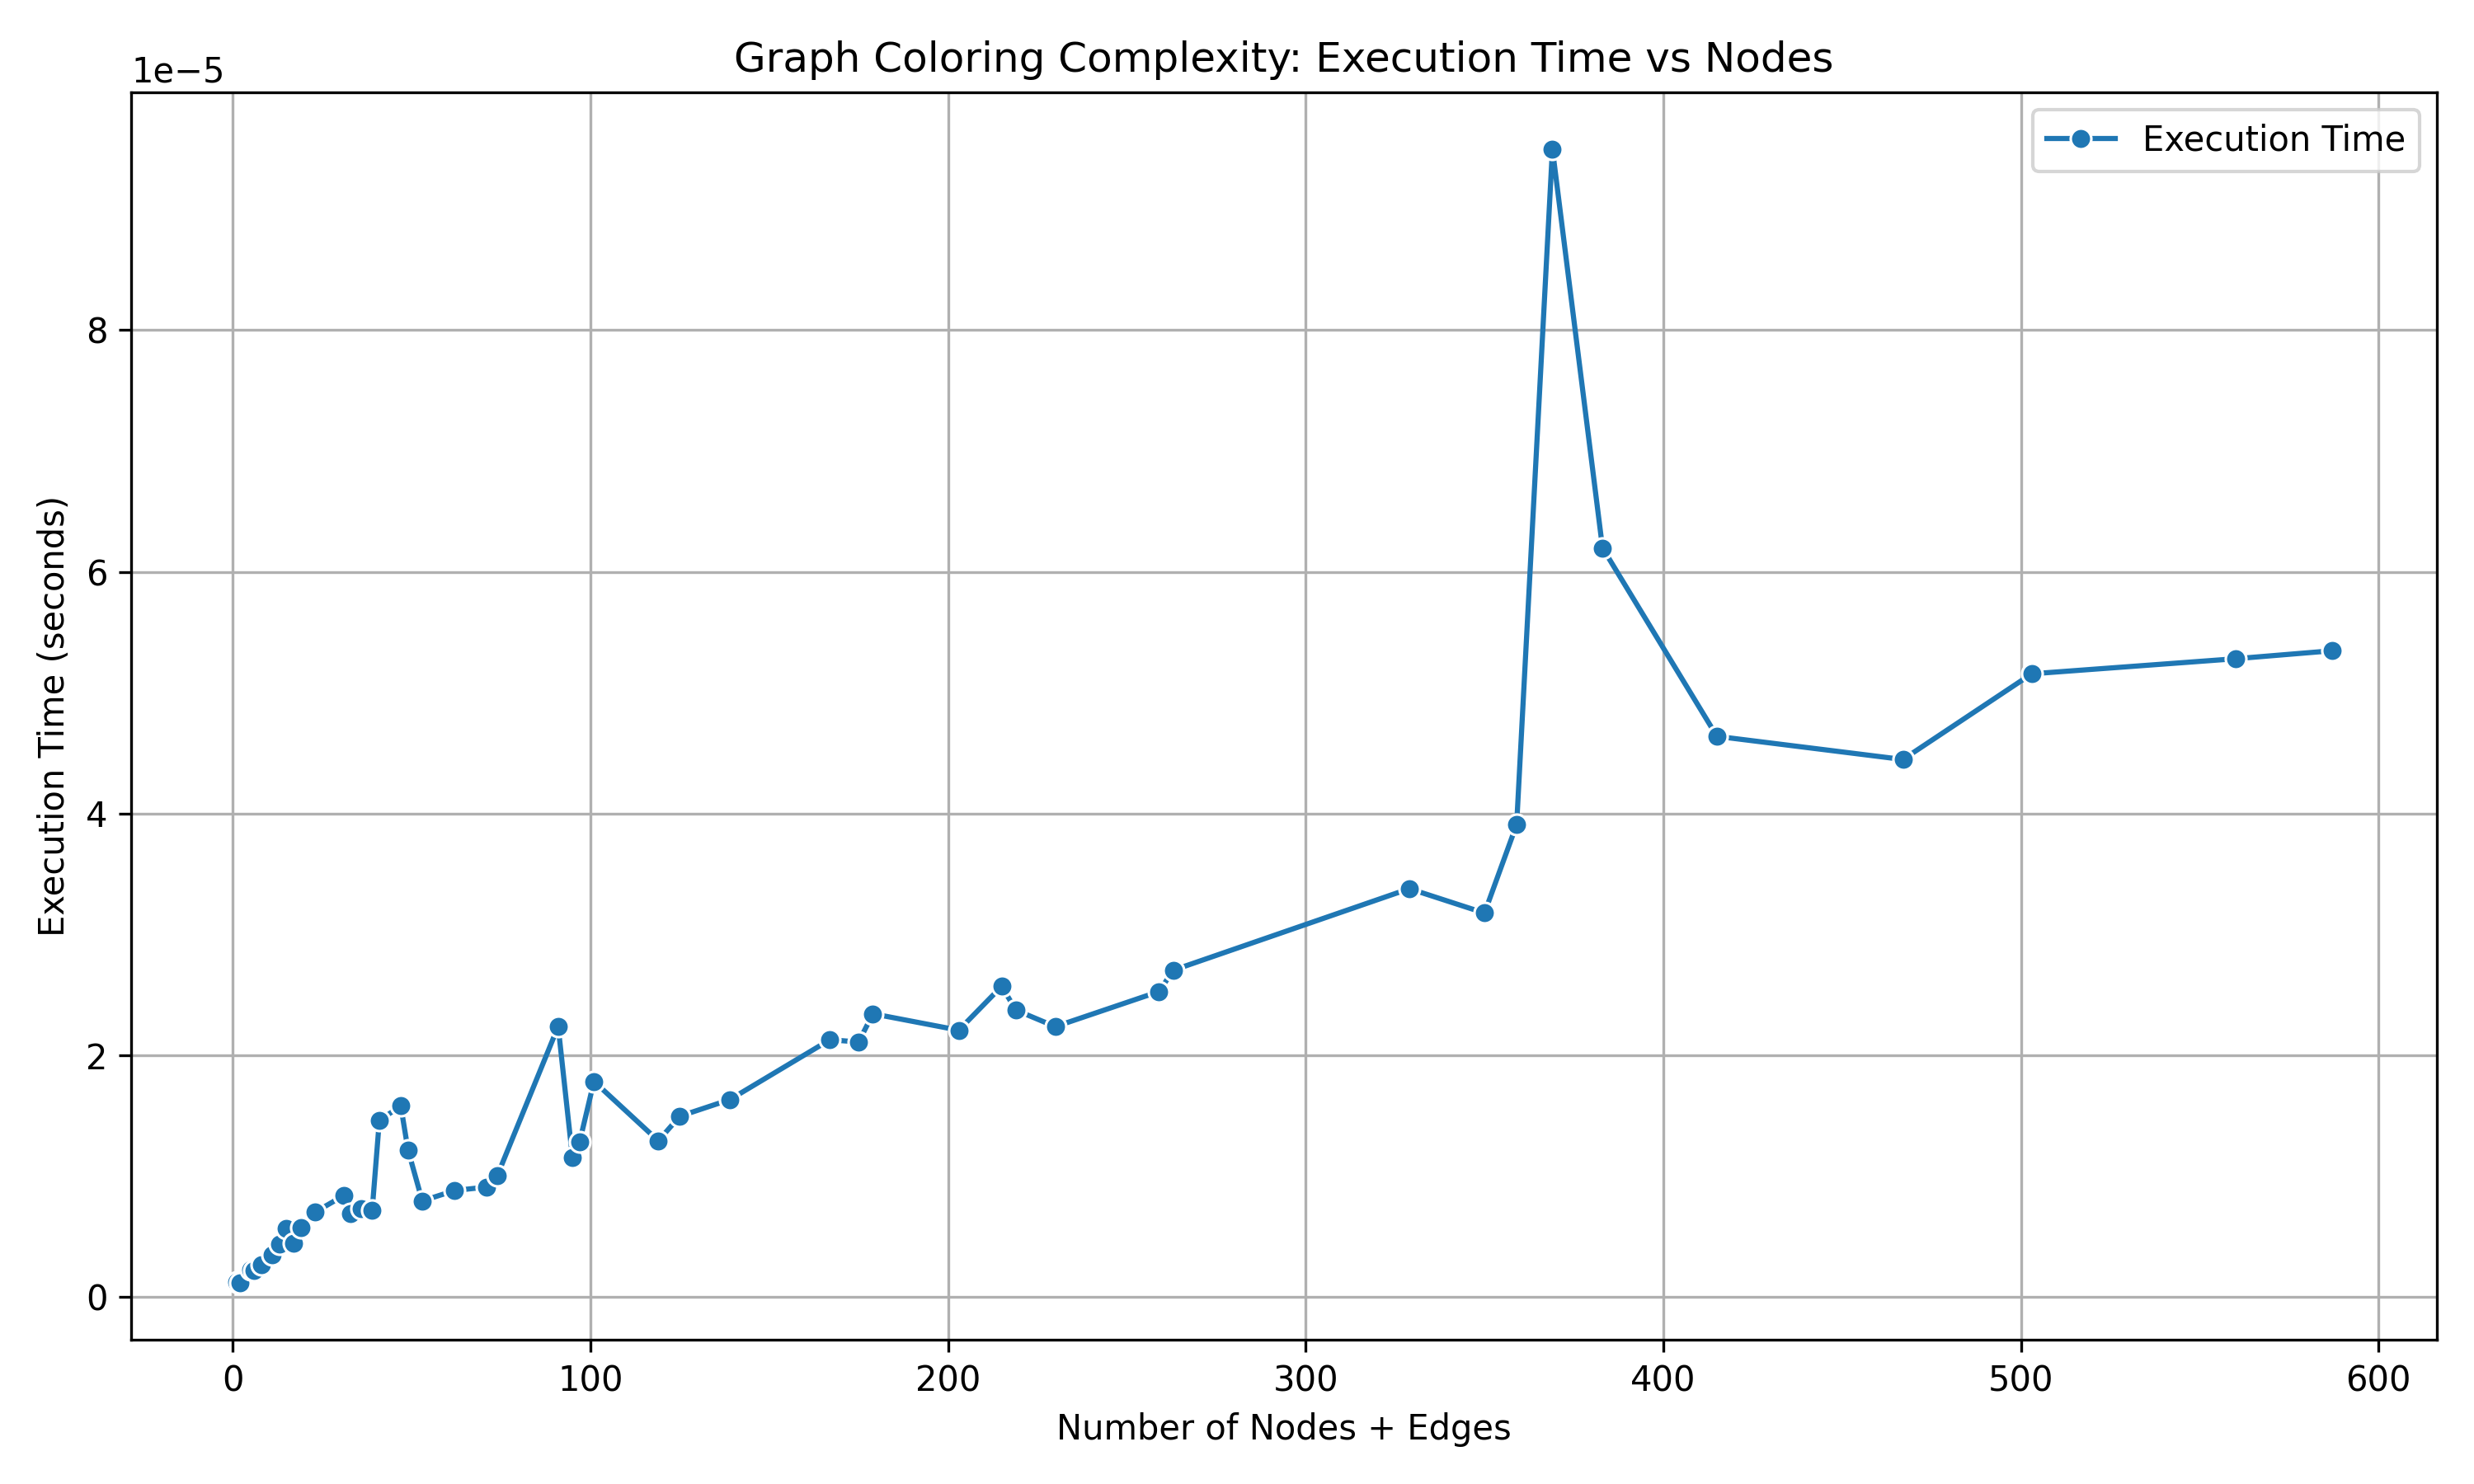 Graph Coloring Complexity: Execution Time vs Nodes
1e−5
Execution Time
8
6
4
2
0
Execution Time (seconds)
0 100 200 300 400 500 600
Number of Nodes + Edges